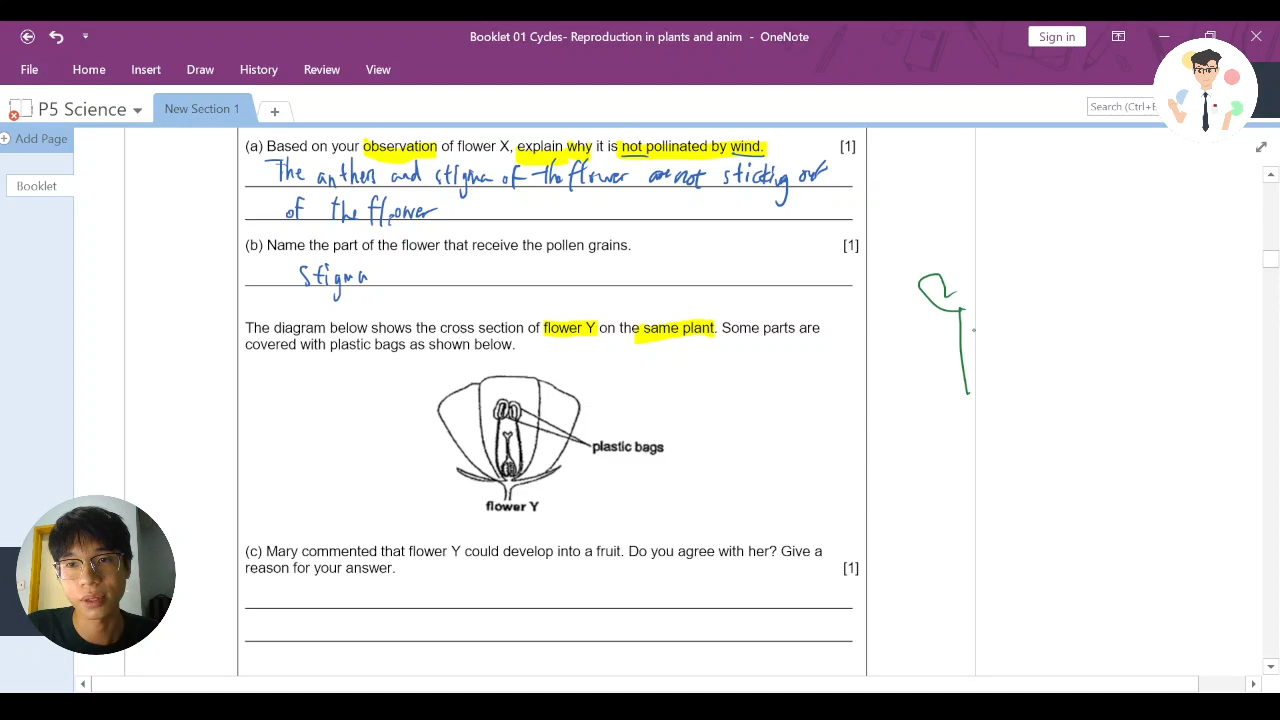 Booklet 01 Cycles- Reproduction in plants and anim - OneNote
Sign in
File Home Insert Draw History Review View
P5 Science
New Section 1
+
Search (Ctrl+E
Add Page
Booklet
(a) Based on your observation of flower X, explain why it is not pollinated by wind. [1]
The anthers and stigma of the flower are not sticking out
of the flower
(b) Name the part of the flower that receive the pollen grains. [1]
Stigma
The diagram below shows the cross section of flower Y on the same plant. Some parts are
covered with plastic bags as shown below.
plastic bags
flower Y
(c) Mary commented that flower Y could develop into a fruit. Do you agree with her? Give a
reason for your answer. [1]